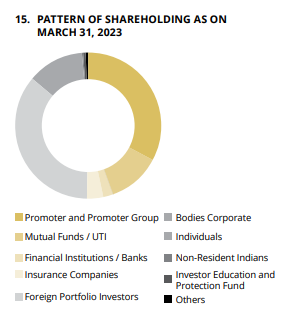 15. PATTERN OF SHAREHOLDING AS ON
MARCH 31, 2023
Promoter and Promoter Group
Mutual Funds / UTI
Financial Institutions / Banks
Insurance Companies
Foreign Portfolio Investors
Bodies Corporate
Individuals
Non-Resident Indians
Investor Education and
Protection Fund
Others